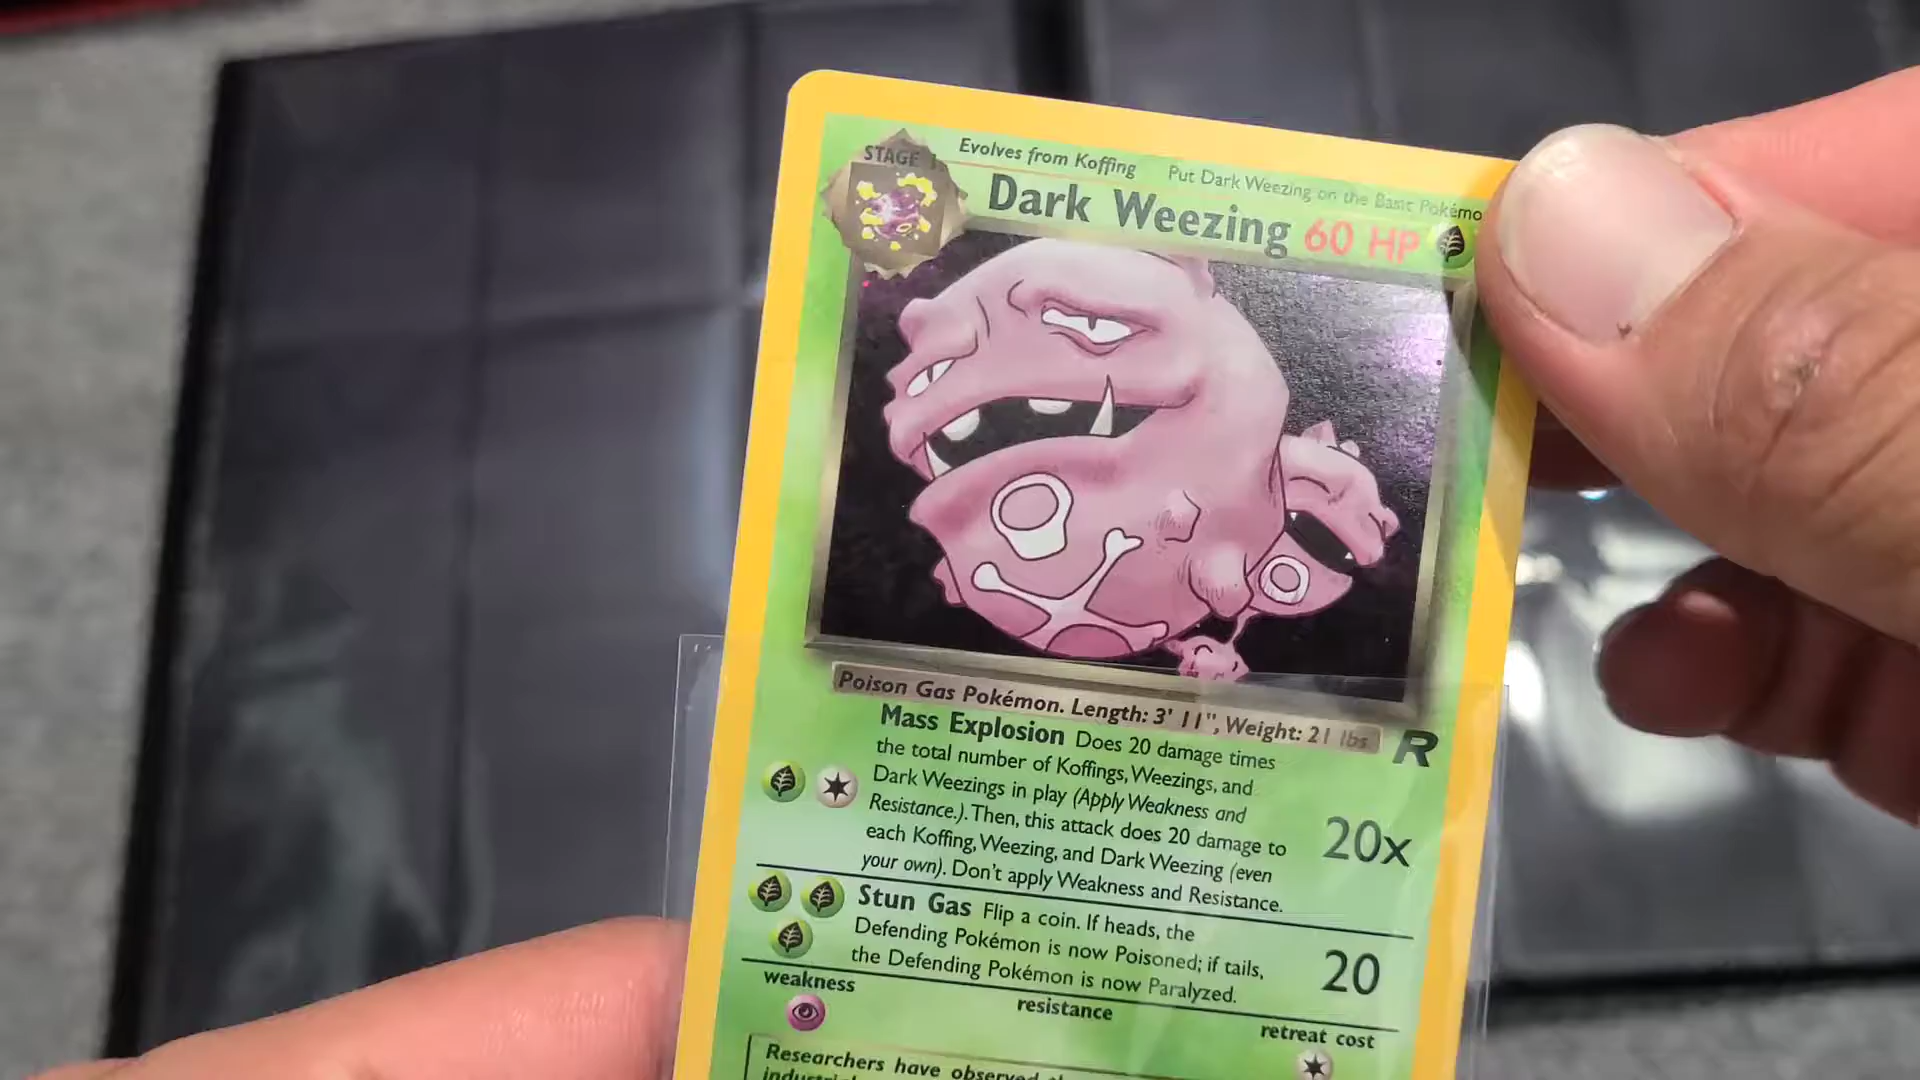 STAGE 1
Evolves from Koffing
Put Dark Weezing on the Basic Pokémo
Dark Weezing 60 HP
Poison Gas Pokémon. Length: 3' 11", Weight: 21 lbs.
R
Mass Explosion Does 20 damage times
the total number of Koffings, Weezings, and
Dark Weezings in play (Apply Weakness and
Resistance.). Then, this attack does 20 damage to
each Koffing, Weezing, and Dark Weezing (even
your own). Don't apply Weakness and Resistance.
20x
Stun Gas Flip a coin. If heads, the
Defending Pokémon is now Poisoned; if tails,
the Defending Pokémon is now Paralyzed.
20
weakness
resistance
retreat cost
Researchers have observed